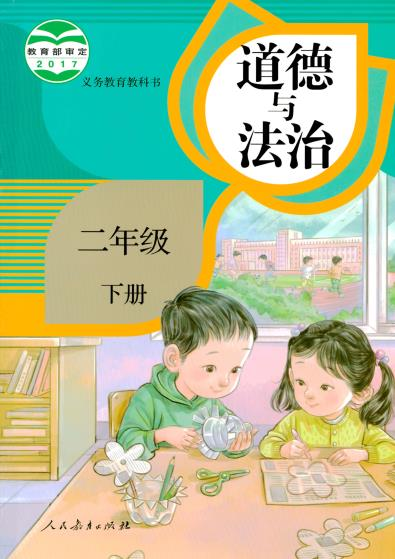 教育部审定
2017
义务教育教科书
道德
与
法治
二年级
下册
人民教育出版社